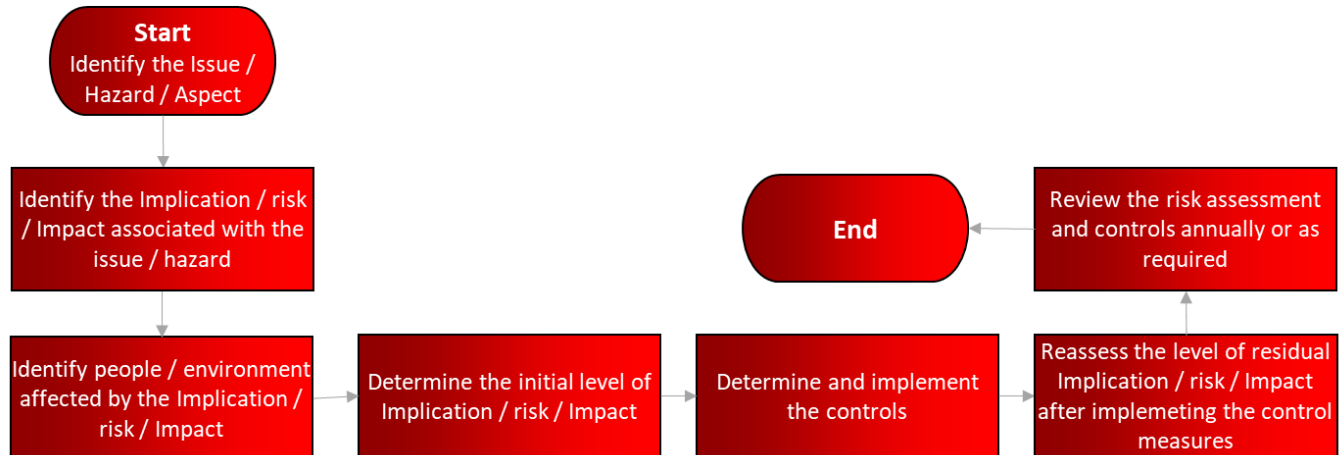 Start
Identify the Issue /
Hazard / Aspect
Identify the Implication / risk
/ Impact associated with the
issue / hazard
Identify people / environment
affected by the Implication /
risk / Impact
Determine the initial level of
Implication / risk / Impact
Determine and implement
the controls
Reassess the level of residual
Implication / risk / Impact
after implemeting the control
measures
Review the risk assessment
and controls annually or as
required
End